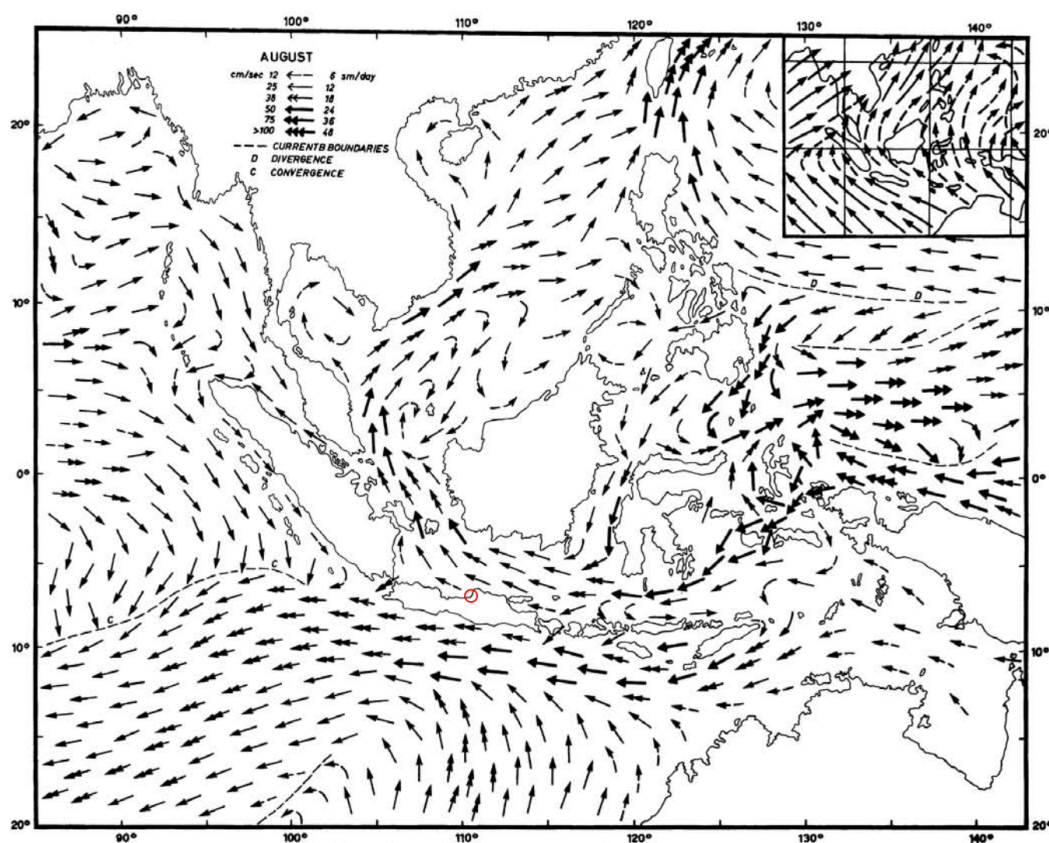 90° 100° 110° 120° 130° 140°
AUGUST
cm/sec 12 6 sm/day
25 12
38 18
50 24
75 36
>100 48
CURRENTB BOUNDARIES
D DIVERGENCE
C CONVERGENCE
20° 20°
D D
10° 10°
0° 0°
C C
10° 10°
20° 20°
90° 100° 110° 120° 130° 140°